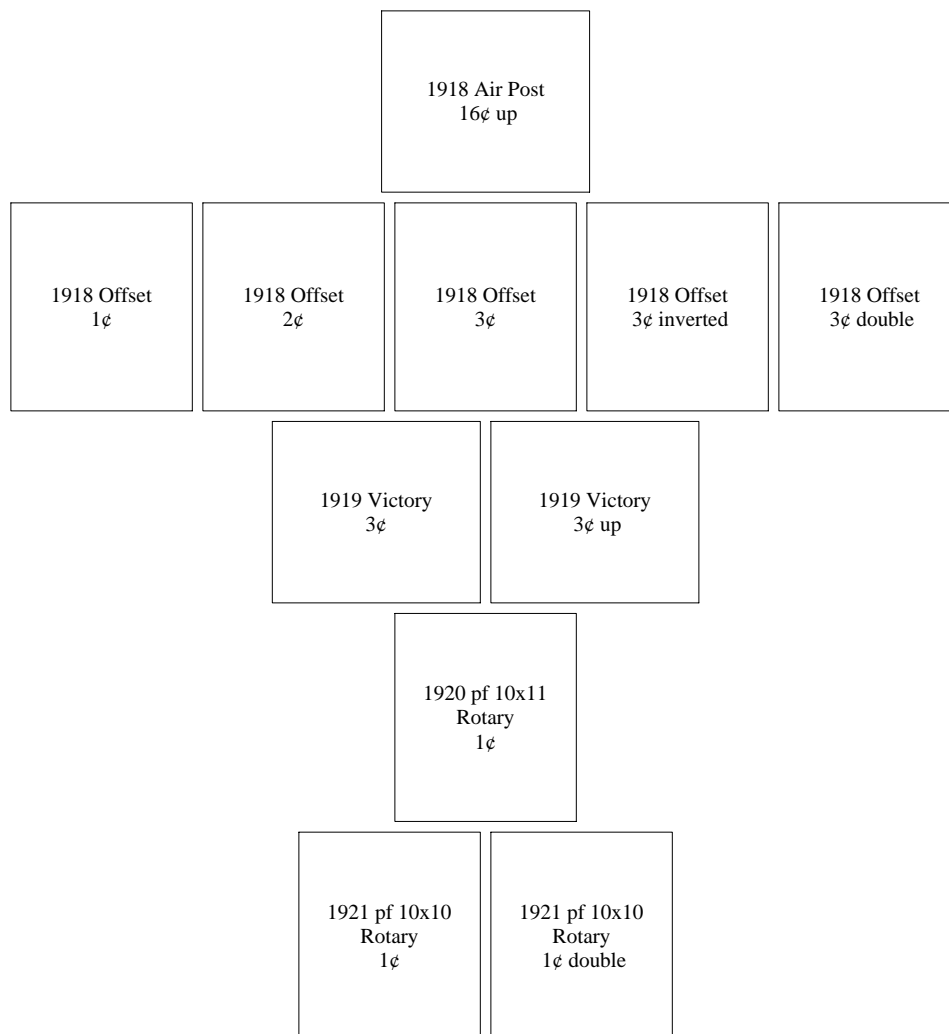 1918 Air Post
16¢ up
1918 Offset
1¢
1918 Offset
2¢
1918 Offset
3¢
1918 Offset
3¢ inverted
1918 Offset
3¢ double
1919 Victory
3¢
1919 Victory
3¢ up
1920 pf 10x11
Rotary
1¢
1921 pf 10x10
Rotary
1¢
1921 pf 10x10
Rotary
1¢ double